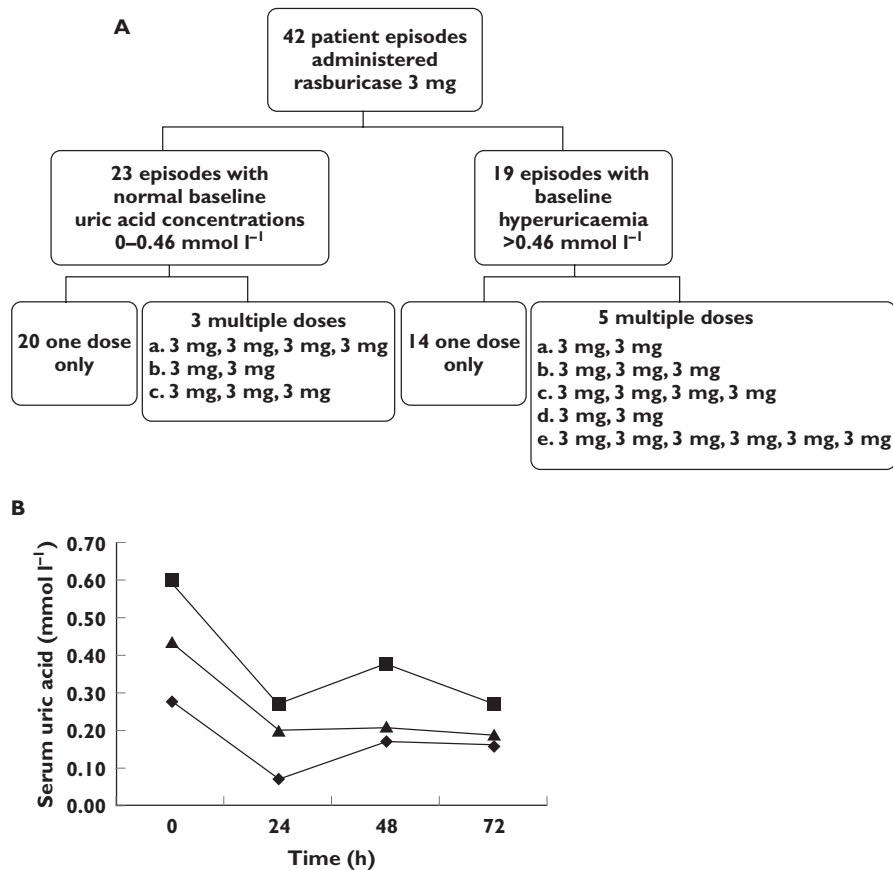 A
42 patient episodes
administered
rasburicase 3 mg
23 episodes with
normal baseline
uric acid concentrations
0–0.46 mmol l⁻¹
19 episodes with
baseline
hyperuricaemia
>0.46 mmol l⁻¹
20 one dose
only
3 multiple doses
a. 3 mg, 3 mg, 3 mg, 3 mg
b. 3 mg, 3 mg
c. 3 mg, 3 mg, 3 mg
14 one dose
only
5 multiple doses
a. 3 mg, 3 mg
b. 3 mg, 3 mg, 3 mg
c. 3 mg, 3 mg, 3 mg, 3 mg
d. 3 mg, 3 mg
e. 3 mg, 3 mg, 3 mg, 3 mg, 3 mg, 3 mg
B
Serum uric acid (mmol l⁻¹)
0.70
0.60
0.50
0.40
0.30
0.20
0.10
0.00
0 24 48 72
Time (h)